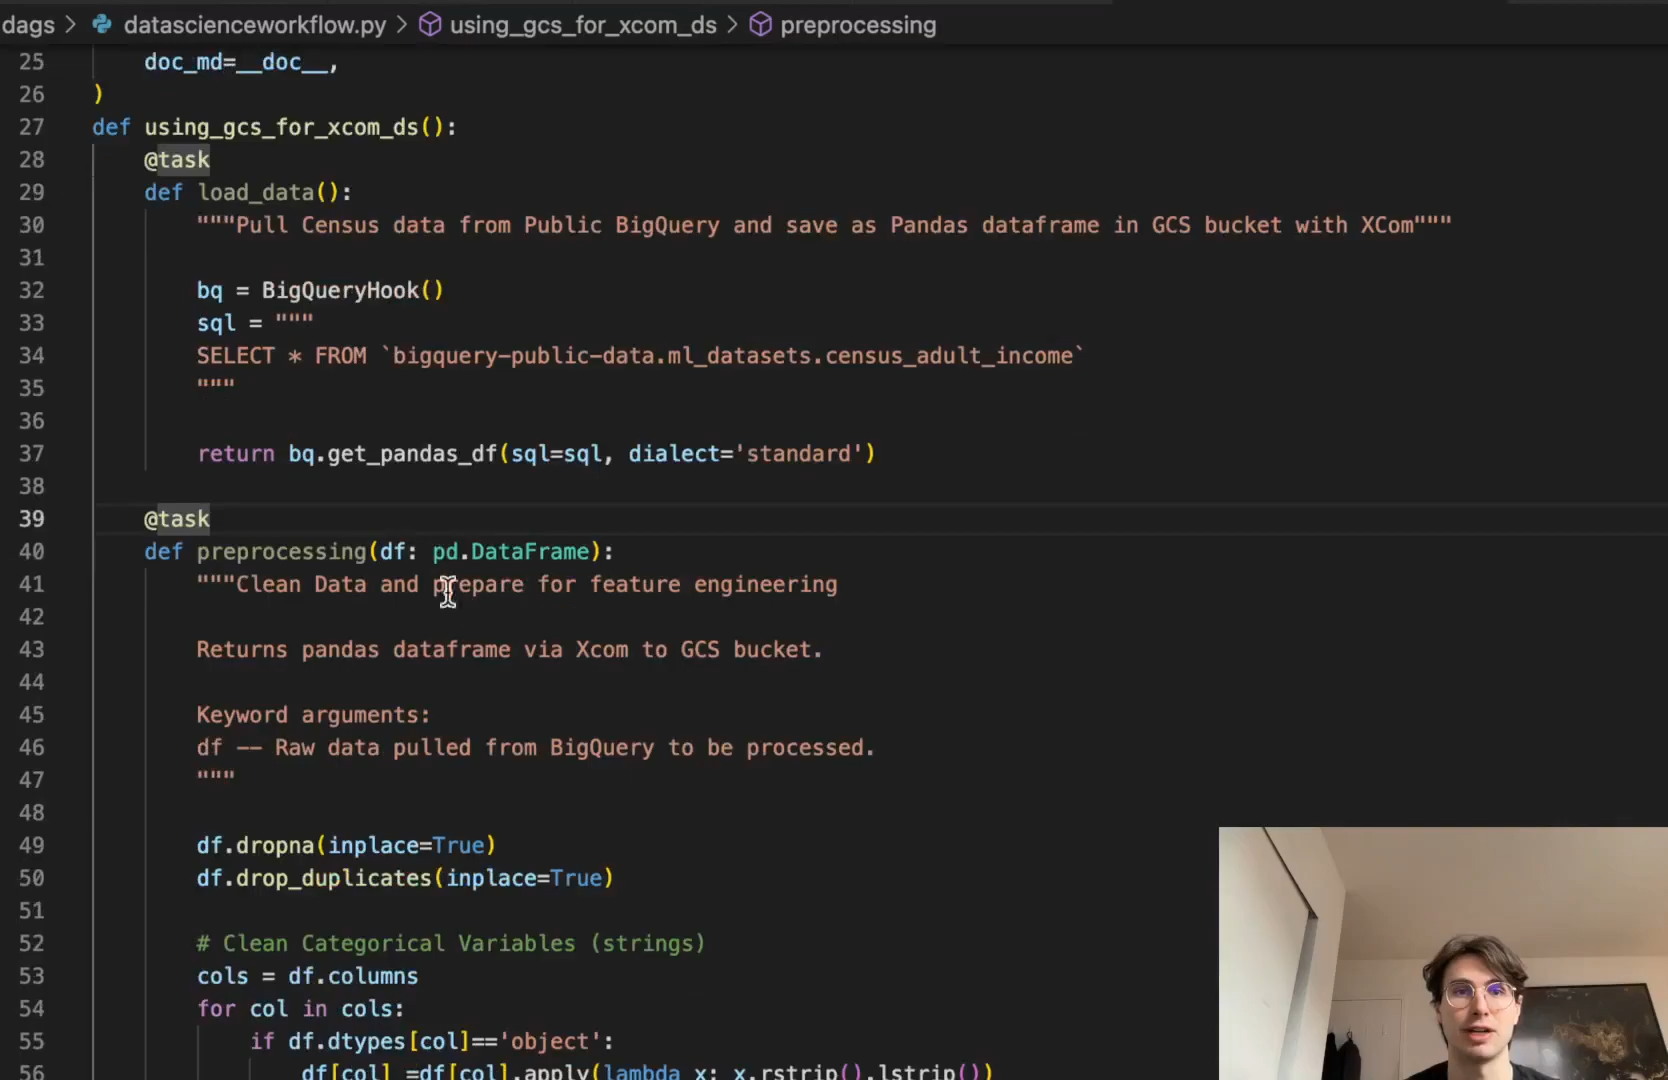 dags > datascienceworkflow.py > using_gcs_for_xcom_ds > preprocessing
25 doc_md=__doc__,
26 )
27 def using_gcs_for_xcom_ds():
28 @task
29 def load_data():
30 """Pull Census data from Public BigQuery and save as Pandas dataframe in GCS bucket with XCom"""
31
32 bq = BigQueryHook()
33 sql = """
34 SELECT * FROM `bigquery-public-data.ml_datasets.census_adult_income`
35 """
36
37 return bq.get_pandas_df(sql=sql, dialect='standard')
38
39 @task
40 def preprocessing(df: pd.DataFrame):
41 """Clean Data and prepare for feature engineering
42
43 Returns pandas dataframe via Xcom to GCS bucket.
44
45 Keyword arguments:
46 df -- Raw data pulled from BigQuery to be processed.
47 """
48
49 df.dropna(inplace=True)
50 df.drop_duplicates(inplace=True)
51
52 # Clean Categorical Variables (strings)
53 cols = df.columns
54 for col in cols:
55 if df.dtypes[col]=='object':
56 df[col] =df[col].apply(lambda x: x.rstrip().lstrip())